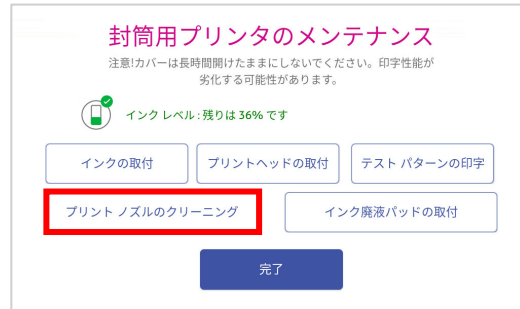 封筒用プリンタのメンテナンス
注意!カバーは長時間開けたままにしないでください。印字性能が
劣化する可能性があります。
インク レベル : 残りは 36% です
インクの取付
プリントヘッドの取付
テスト パターンの印字
プリント ノズルのクリーニング
インク廃液パッドの取付
完了